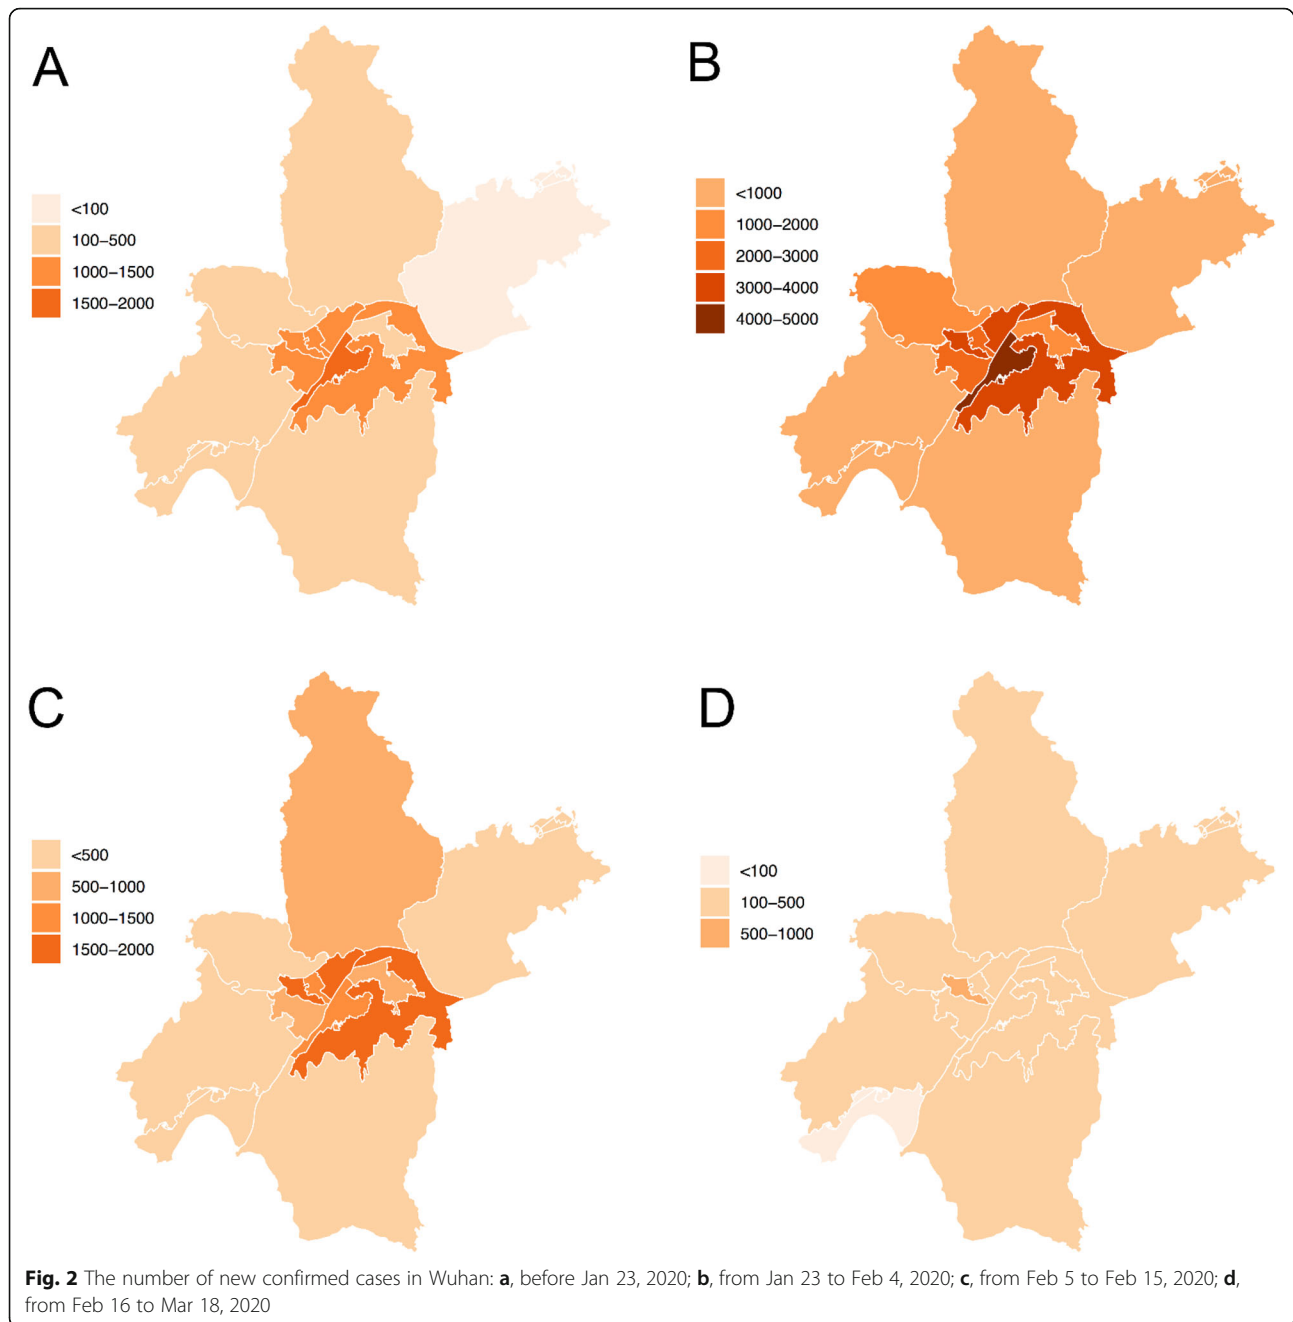 A
<100
100–500
1000–1500
1500–2000
B
<1000
1000–2000
2000–3000
3000–4000
4000–5000
C
<500
500–1000
1000–1500
1500–2000
D
<100
100–500
500–1000
Fig. 2 The number of new confirmed cases in Wuhan: a, before Jan 23, 2020; b, from Jan 23 to Feb 4, 2020; c, from Feb 5 to Feb 15, 2020; d,
from Feb 16 to Mar 18, 2020